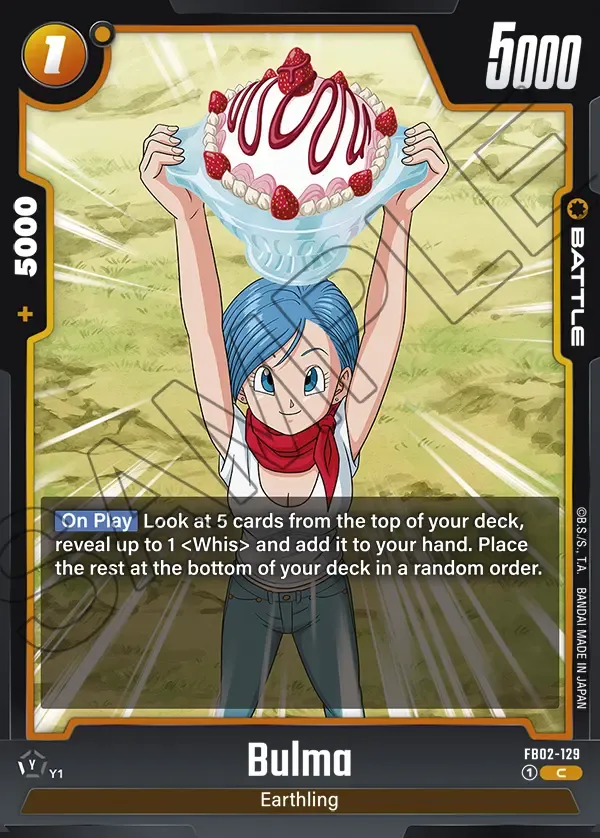 1
5000
+ 5000
BATTLE
SAMPLE
On Play Look at 5 cards from the top of your deck,
reveal up to 1 <Whis> and add it to your hand. Place
the rest at the bottom of your deck in a random order.
©B.S./S., T.A. BANDAI MADE IN JAPAN
Bulma
FB02-129
Y Y1
1 C
Earthling